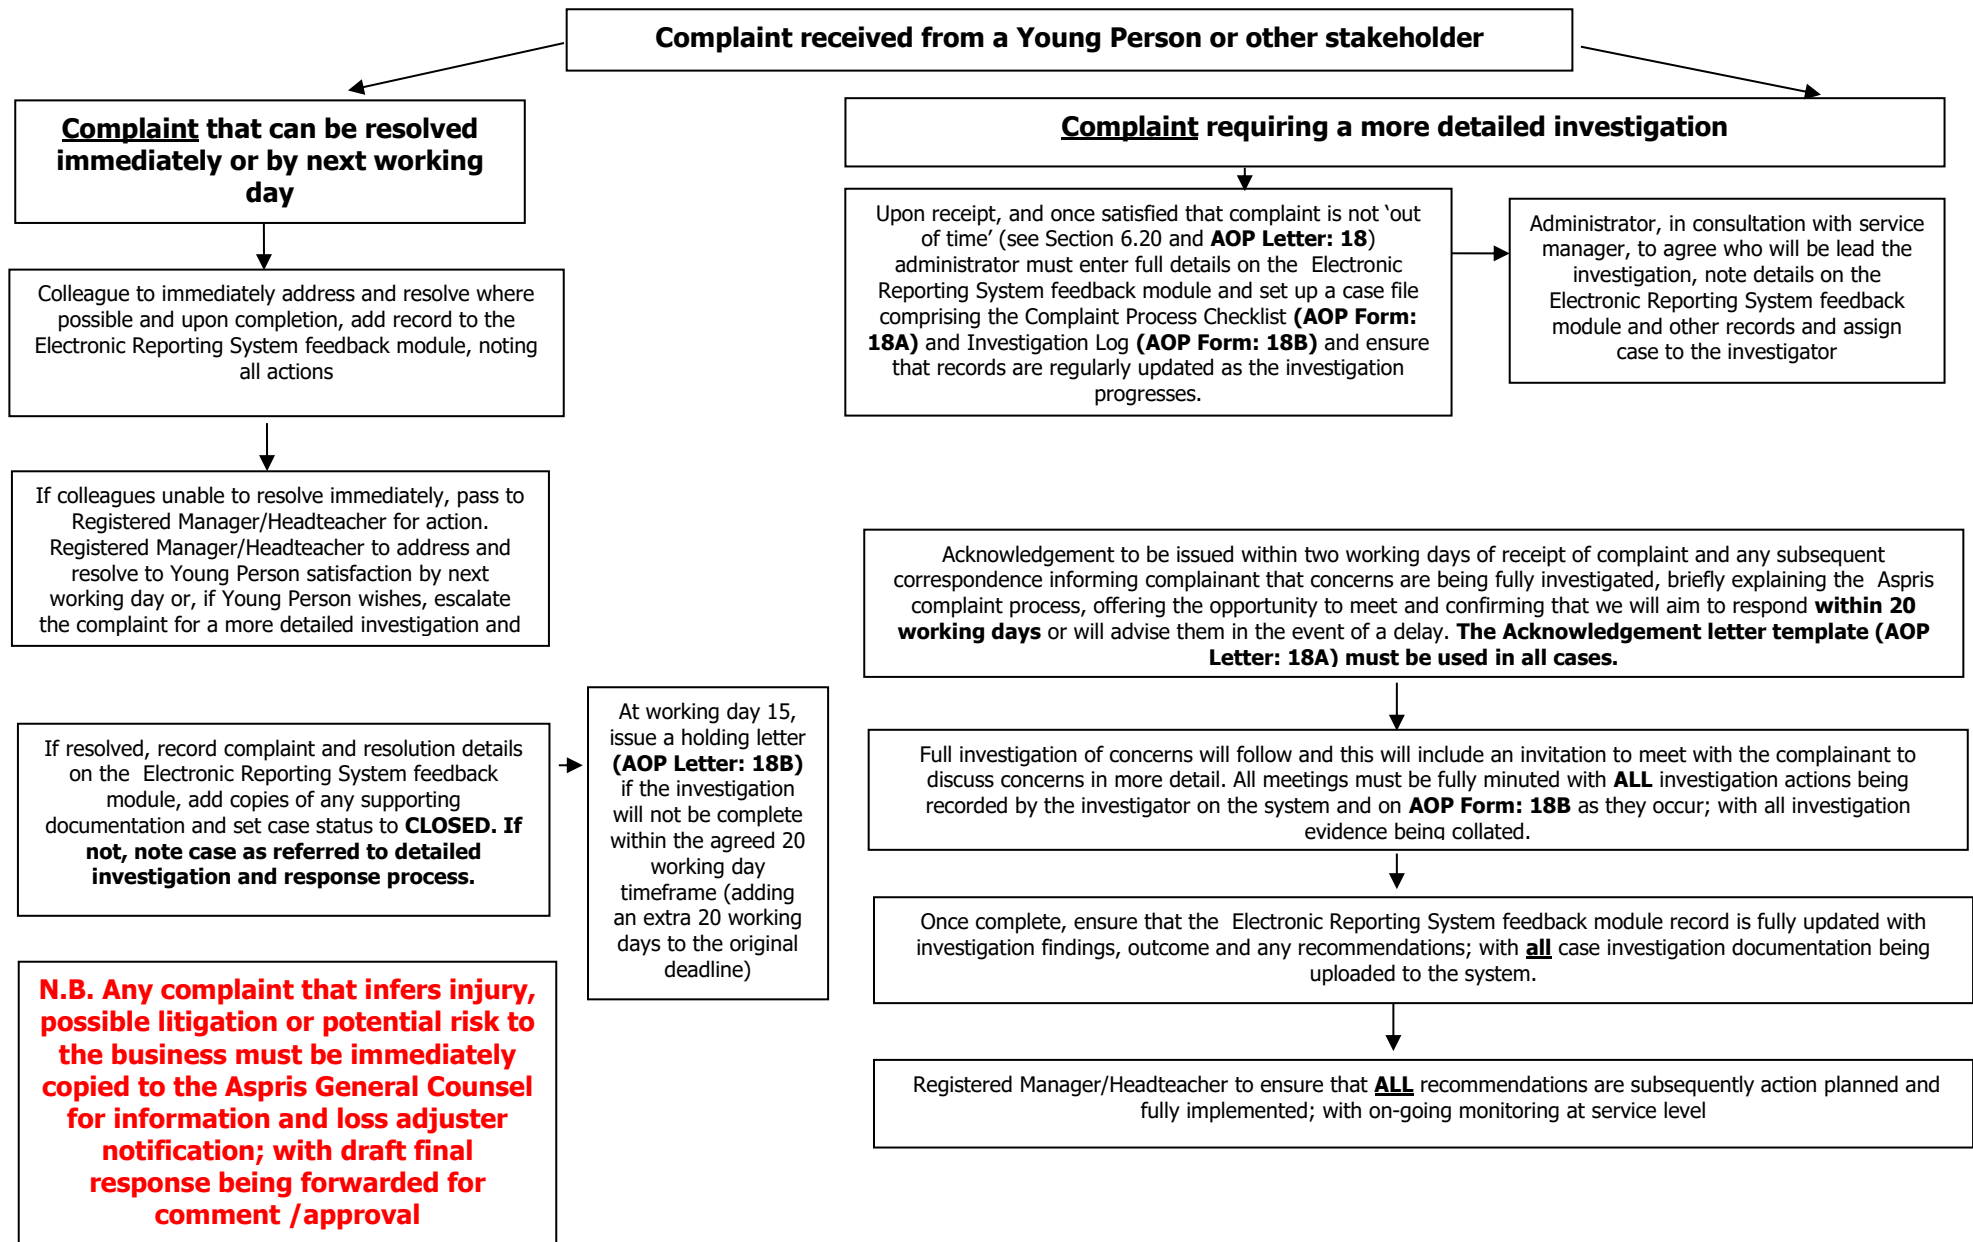 Complaint received from a Young Person or other stakeholder
Complaint that can be resolved
immediately or by next working
day
Colleague to immediately address and resolve where
possible and upon completion, add record to the
Electronic Reporting System feedback module, noting
all actions
If colleagues unable to resolve immediately, pass to
Registered Manager/Headteacher for action.
Registered Manager/Headteacher to address and
resolve to Young Person satisfaction by next
working day or, if Young Person wishes, escalate
the complaint for a more detailed investigation and
If resolved, record complaint and resolution details
on the Electronic Reporting System feedback
module, add copies of any supporting
documentation and set case status to CLOSED. If
not, note case as referred to detailed
investigation and response process.
N.B. Any complaint that infers injury,
possible litigation or potential risk to
the business must be immediately
copied to the Aspris General Counsel
for information and loss adjuster
notification; with draft final
response being forwarded for
comment /approval
At working day 15,
issue a holding letter
(AOP Letter: 18B)
if the investigation
will not be complete
within the agreed 20
working day
timeframe (adding
an extra 20 working
days to the original
deadline)
Complaint requiring a more detailed investigation
Upon receipt, and once satisfied that complaint is not ‘out
of time’ (see Section 6.20 and AOP Letter: 18)
administrator must enter full details on the Electronic
Reporting System feedback module and set up a case file
comprising the Complaint Process Checklist (AOP Form:
18A) and Investigation Log (AOP Form: 18B) and ensure
that records are regularly updated as the investigation
progresses.
Administrator, in consultation with service
manager, to agree who will be lead the
investigation, note details on the
Electronic Reporting System feedback
module and other records and assign
case to the investigator
Acknowledgement to be issued within two working days of receipt of complaint and any subsequent
correspondence informing complainant that concerns are being fully investigated, briefly explaining the Aspris
complaint process, offering the opportunity to meet and confirming that we will aim to respond within 20
working days or will advise them in the event of a delay. The Acknowledgement letter template (AOP
Letter: 18A) must be used in all cases.
Full investigation of concerns will follow and this will include an invitation to meet with the complainant to
discuss concerns in more detail. All meetings must be fully minuted with ALL investigation actions being
recorded by the investigator on the system and on AOP Form: 18B as they occur; with all investigation
evidence being collated.
Once complete, ensure that the Electronic Reporting System feedback module record is fully updated with
investigation findings, outcome and any recommendations; with all case investigation documentation being
uploaded to the system.
Registered Manager/Headteacher to ensure that ALL recommendations are subsequently action planned and
fully implemented; with on-going monitoring at service level